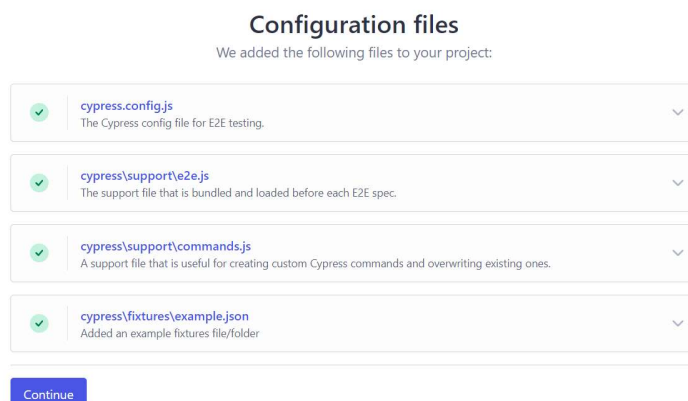 Configuration files
We added the following files to your project:
cypress.config.js
The Cypress config file for E2E testing.
cypress\support\e2e.js
The support file that is bundled and loaded before each E2E spec.
cypress\support\commands.js
A support file that is useful for creating custom Cypress commands and overwriting existing ones.
cypress\fixtures\example.json
Added an example fixtures file/folder
Continue